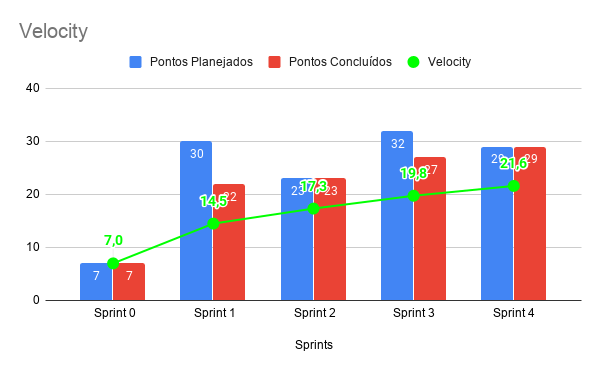 Velocity
Pontos Planejados Pontos Concluídos Velocity
40
30
20
10
0
7 7 7,0
30 22 14,5
23 23 17,3
32 27 19,8
29 29 21,6
Sprint 0 Sprint 1 Sprint 2 Sprint 3 Sprint 4
Sprints